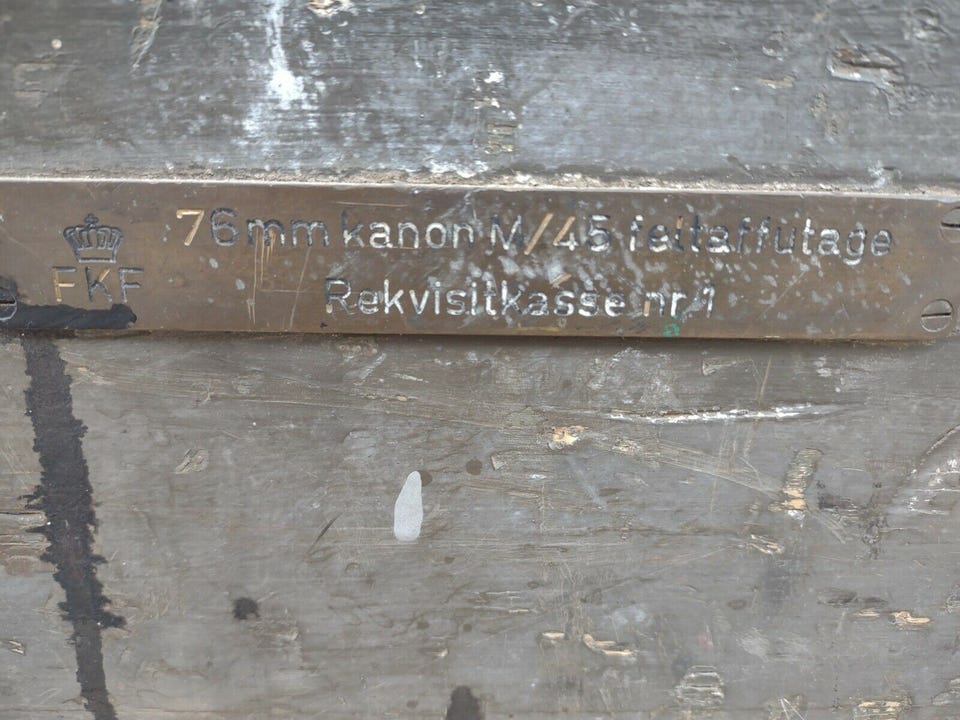 76mm kanon M/45 feltaffutage
FKF
Rekvisitkasse nr 1